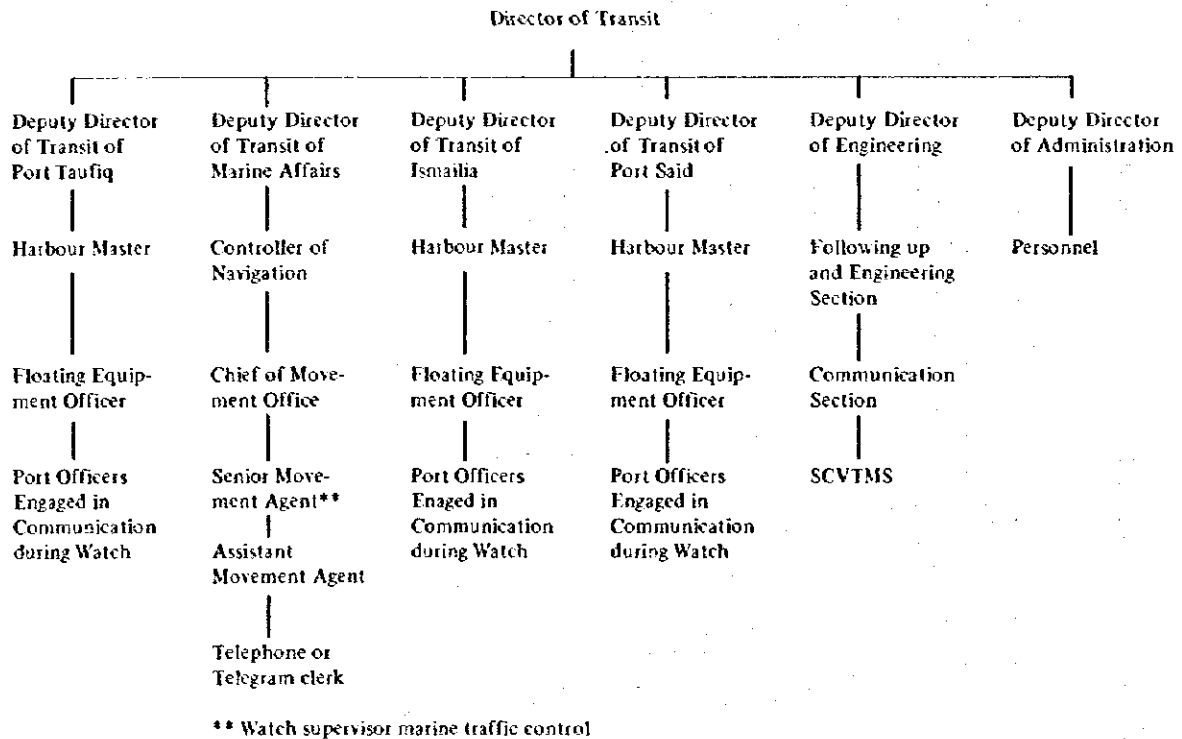 Director of Transit
Deputy Director
of Transit of
Port Taufiq
Harbour Master
Floating Equip-
ment Officer
Port Officers
Engaged in
Communication
during Watch
Deputy Director
of Transit of
Marine Affairs
Controller of
Navigation
Chief of Move-
ment Office
Senior Move-
ment Agent**
Assistant
Movement Agent
Telephone or
Telegram clerk
Deputy Director
of Transit of
Ismailia
Harbour Master
Floating Equip-
ment Officer
Port Officers
Enaged in
Communication
during Watch
Deputy Director
of Transit of
Port Said
Harbour Master
Floating Equip-
ment Officer
Port Officers
Engaged in
Communication
during Watch
Deputy Director
of Engineering
Following up
and Engineering
Section
Communication
Section
SCVTMS
Deputy Director
of Administration
Personnel
** Watch supervisor marine traffic control